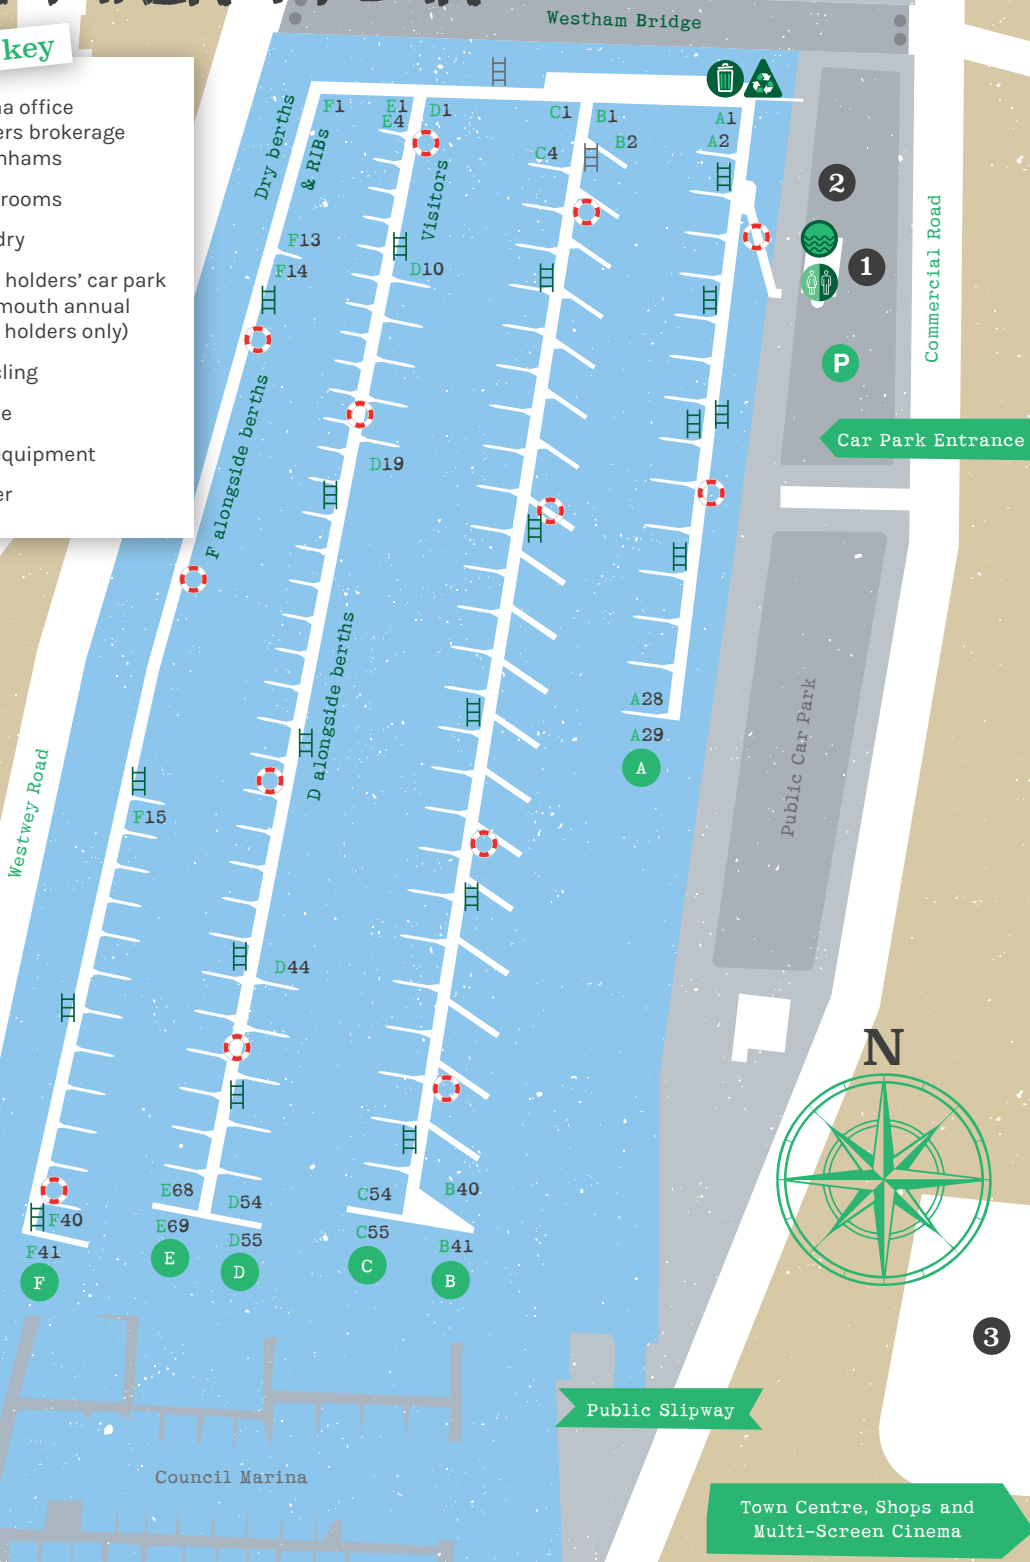 Westham Bridge
key
na office
ers brokerage
nhams
rooms
dry
holders' car park
mouth annual
holders only)
cling
e
equipment
er
F1
E1
E4
D1
C1
B1
B2
C4
A1
A2
Dry berths
& RIBs
Visitors
F13
F14
D10
2
1
P
Commercial Road
Car Park Entrance
F alongside berths
D19
D alongside berths
A28
A29
A
Public Car Park
Westwey Road
F15
D44
N
E68
E69
E
D54
D55
D
C54
C55
C
B40
B41
B
F40
F41
F
3
Public Slipway
Council Marina
Town Centre, Shops and
Multi-Screen Cinema